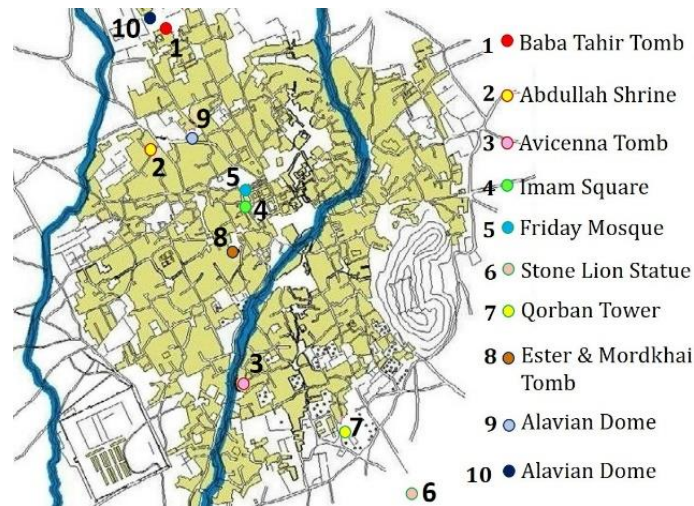 10
1
9
2
5
4
8
3
7
6
1 Baba Tahir Tomb
2 Abdullah Shrine
3 Avicenna Tomb
4 Imam Square
5 Friday Mosque
6 Stone Lion Statue
7 Qorban Tower
8 Ester & Mordkhai
Tomb
9 Alavian Dome
10 Alavian Dome